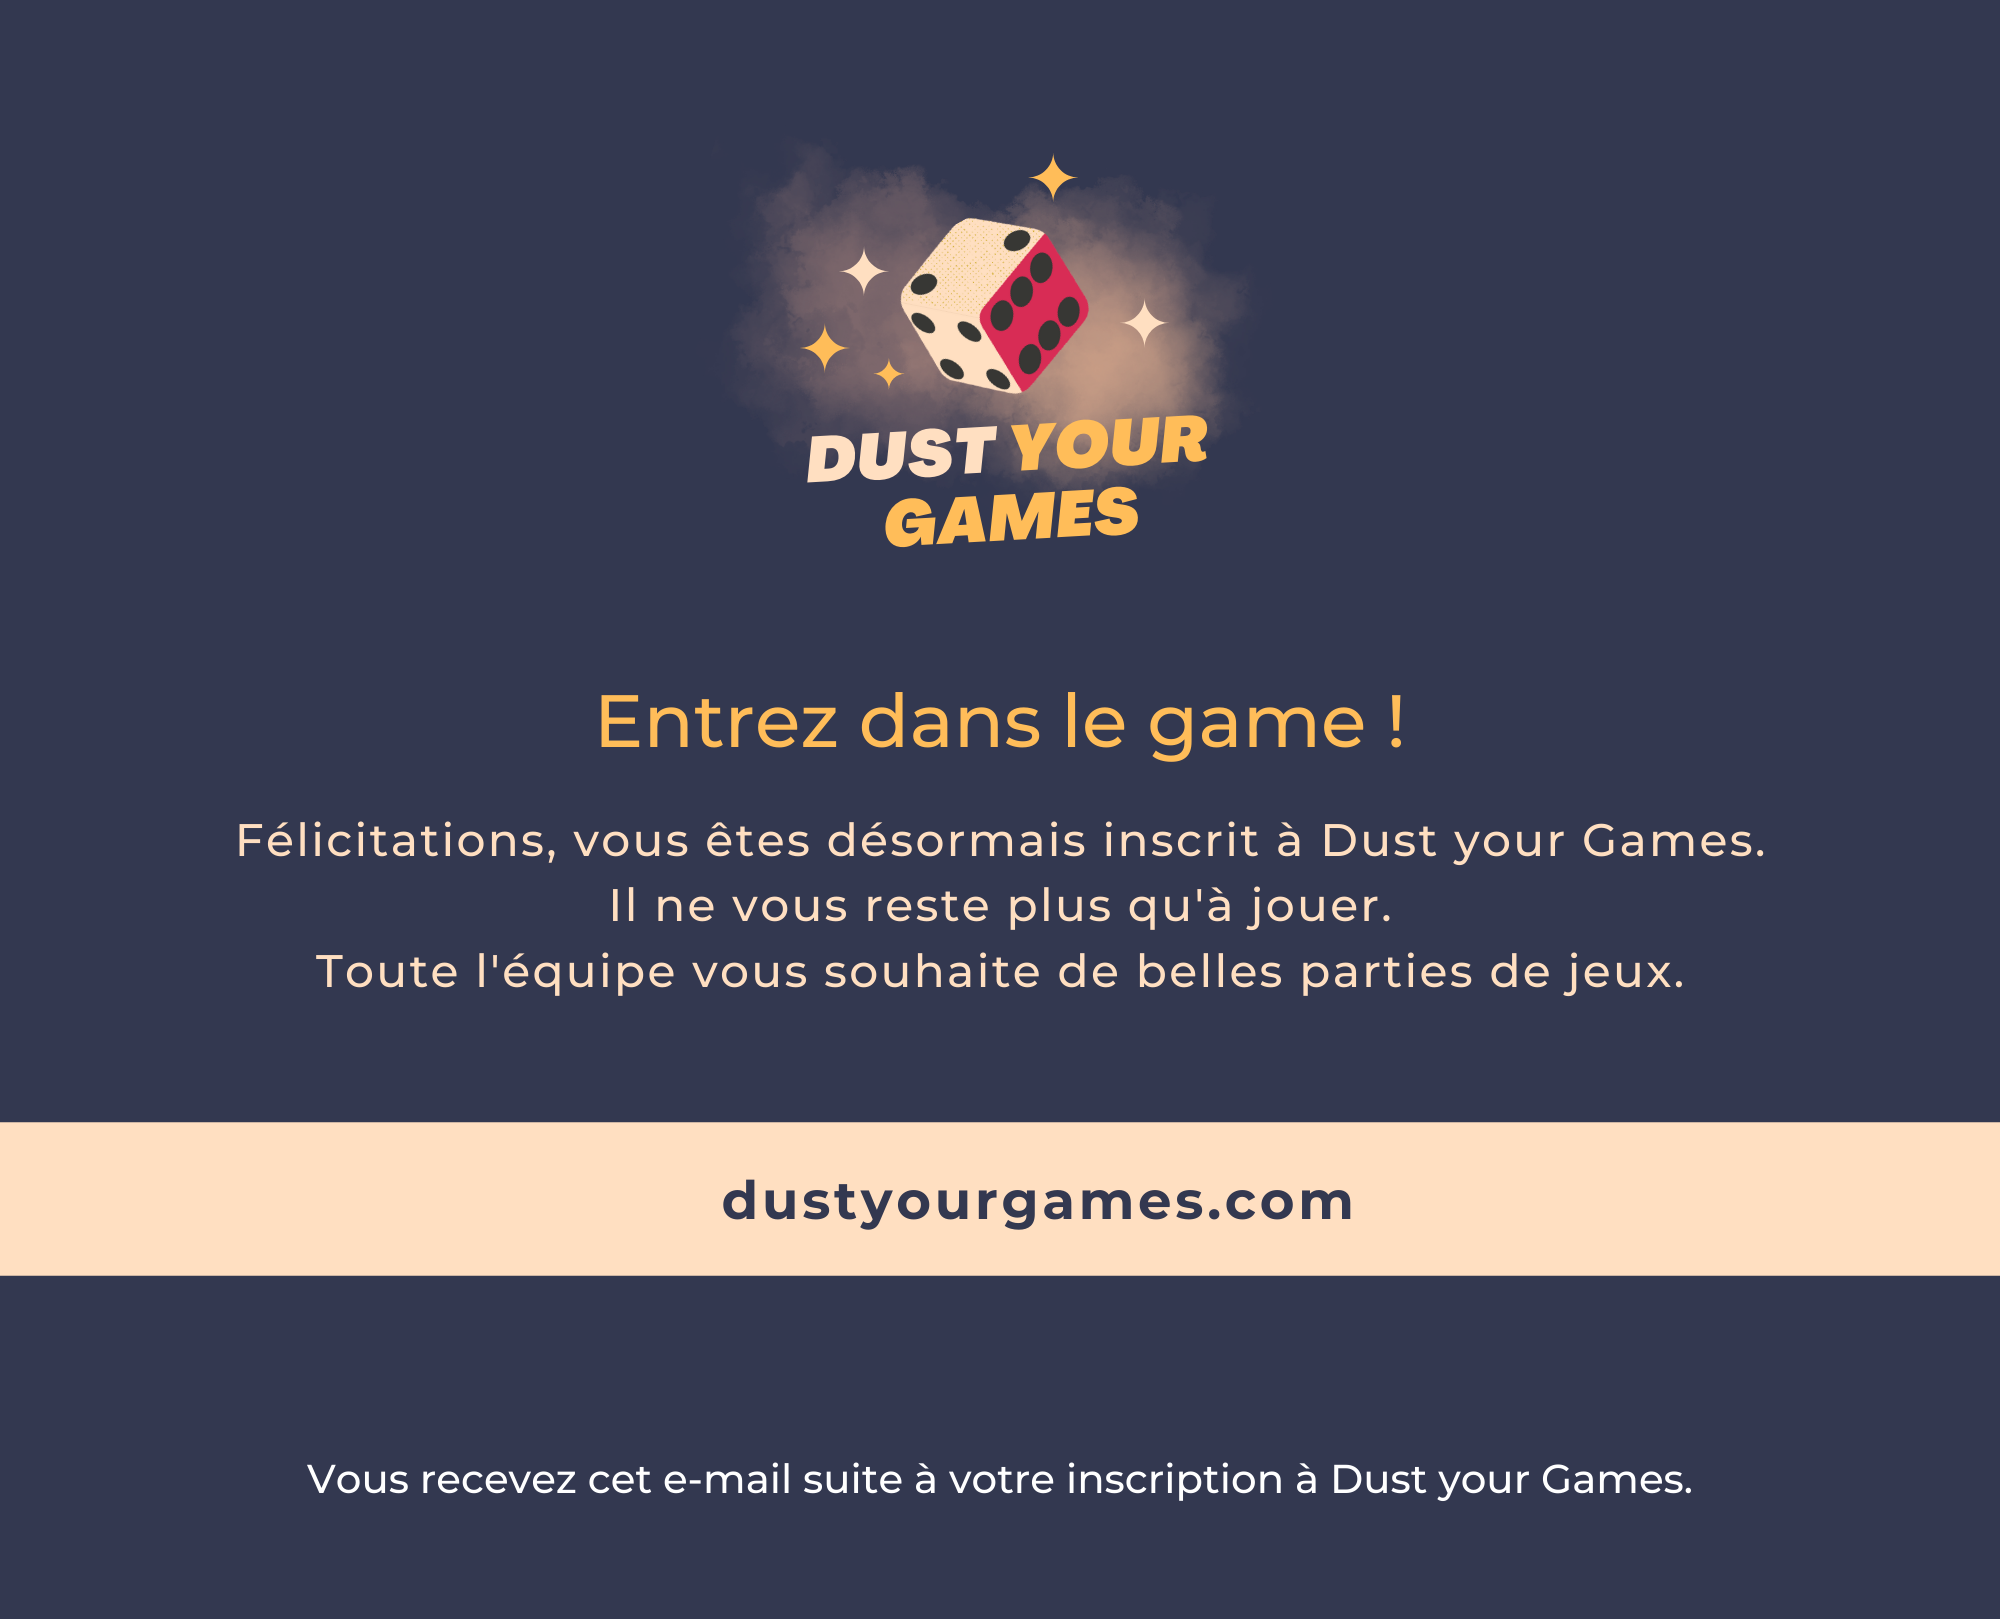 DUST YOUR
GAMES
Entrez dans le game !
Félicitations, vous êtes désormais inscrit à Dust your Games.
Il ne vous reste plus qu'à jouer.
Toute l'équipe vous souhaite de belles parties de jeux.
dustyourgames.com
Vous recevez cet e-mail suite à votre inscription à Dust your Games.